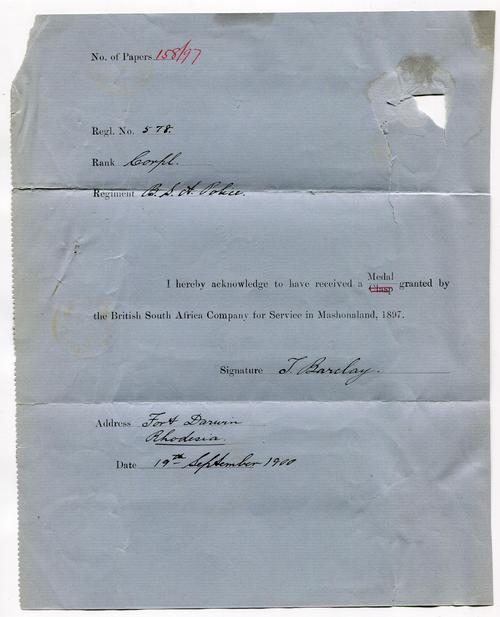 No. of Papers 158/97
Regl. No. 578.
Rank Corpl.
Regiment B. S. A. Police.
I hereby acknowledge to have received a Medal Clasp granted by
the British South Africa Company for Service in Mashonaland, 1897.
Signature T. Barclay.
Address Fort Darwin
Rhodesia.
Date 19th September 1900